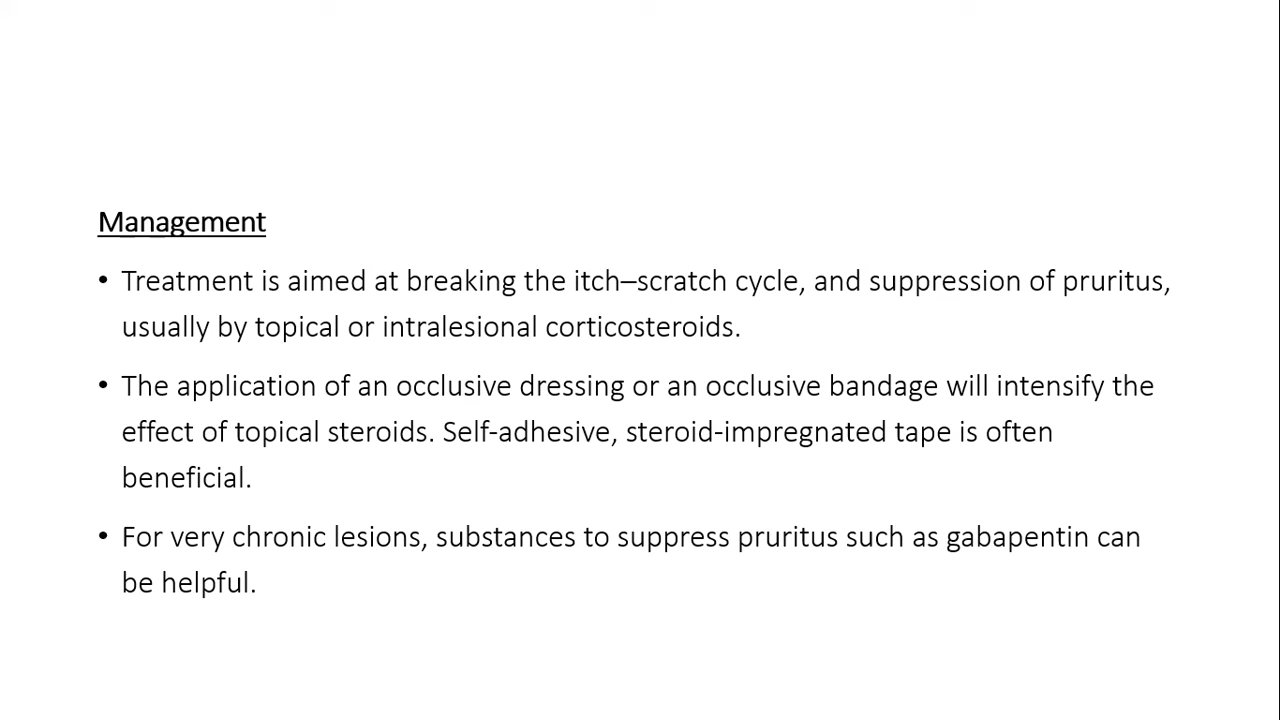 Management
• Treatment is aimed at breaking the itch–scratch cycle, and suppression of pruritus,
usually by topical or intralesional corticosteroids.
• The application of an occlusive dressing or an occlusive bandage will intensify the
effect of topical steroids. Self-adhesive, steroid-impregnated tape is often
beneficial.
• For very chronic lesions, substances to suppress pruritus such as gabapentin can
be helpful.